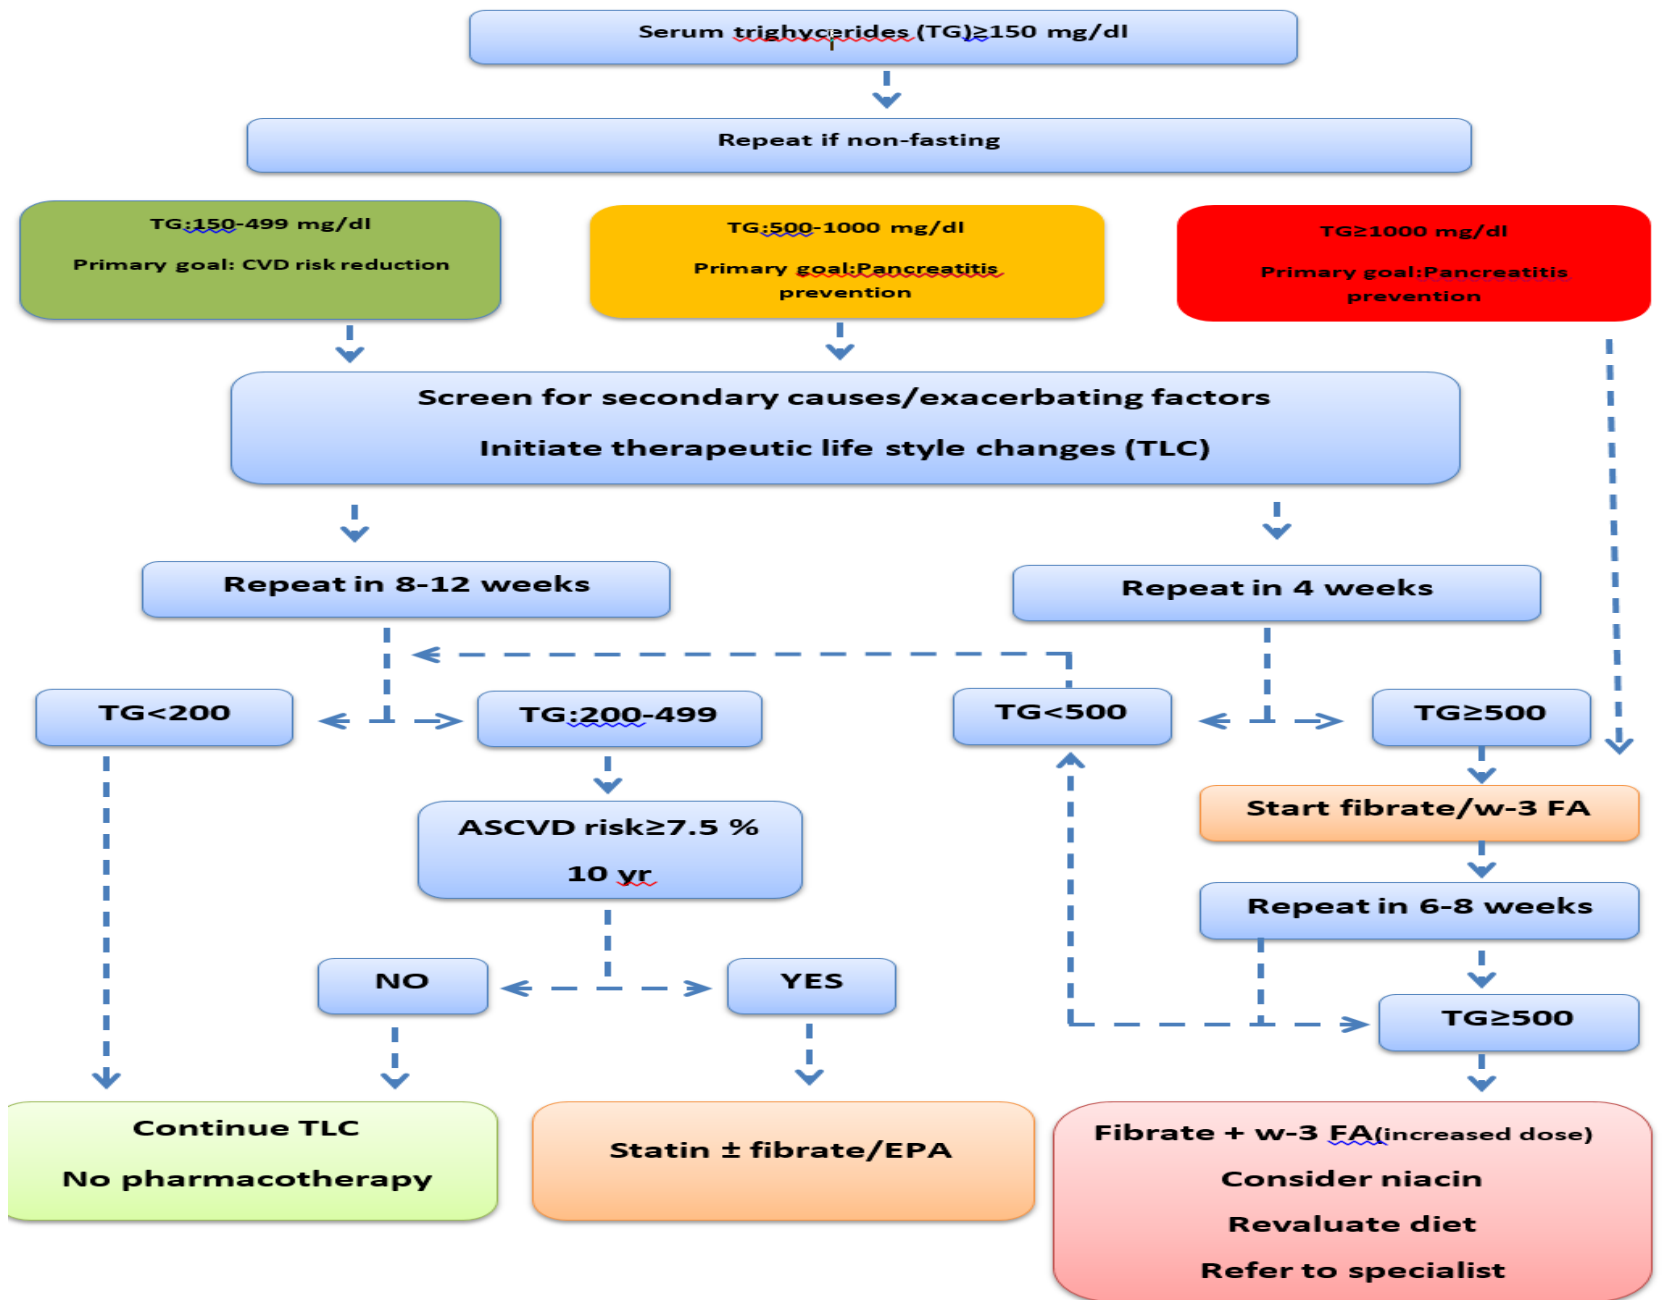 Serum trighycerides (TG)≥150 mg/dl
Repeat if non-fasting
TG:150-499 mg/dl
Primary goal: CVD risk reduction
TG:500-1000 mg/dl
Primary goal:Pancreatitis
prevention
TG≥1000 mg/dl
Primary goal:Pancreatitis
prevention
Screen for secondary causes/exacerbating factors
Initiate therapeutic life style changes (TLC)
Repeat in 8-12 weeks
Repeat in 4 weeks
TG<200
TG:200-499
TG<500
TG≥500
ASCVD risk≥7.5 %
10 yr
Start fibrate/w-3 FA
Repeat in 6-8 weeks
NO
YES
TG≥500
Continue TLC
No pharmacotherapy
Statin ± fibrate/EPA
Fibrate + w-3 FA(increased dose)
Consider niacin
Revaluate diet
Refer to specialist